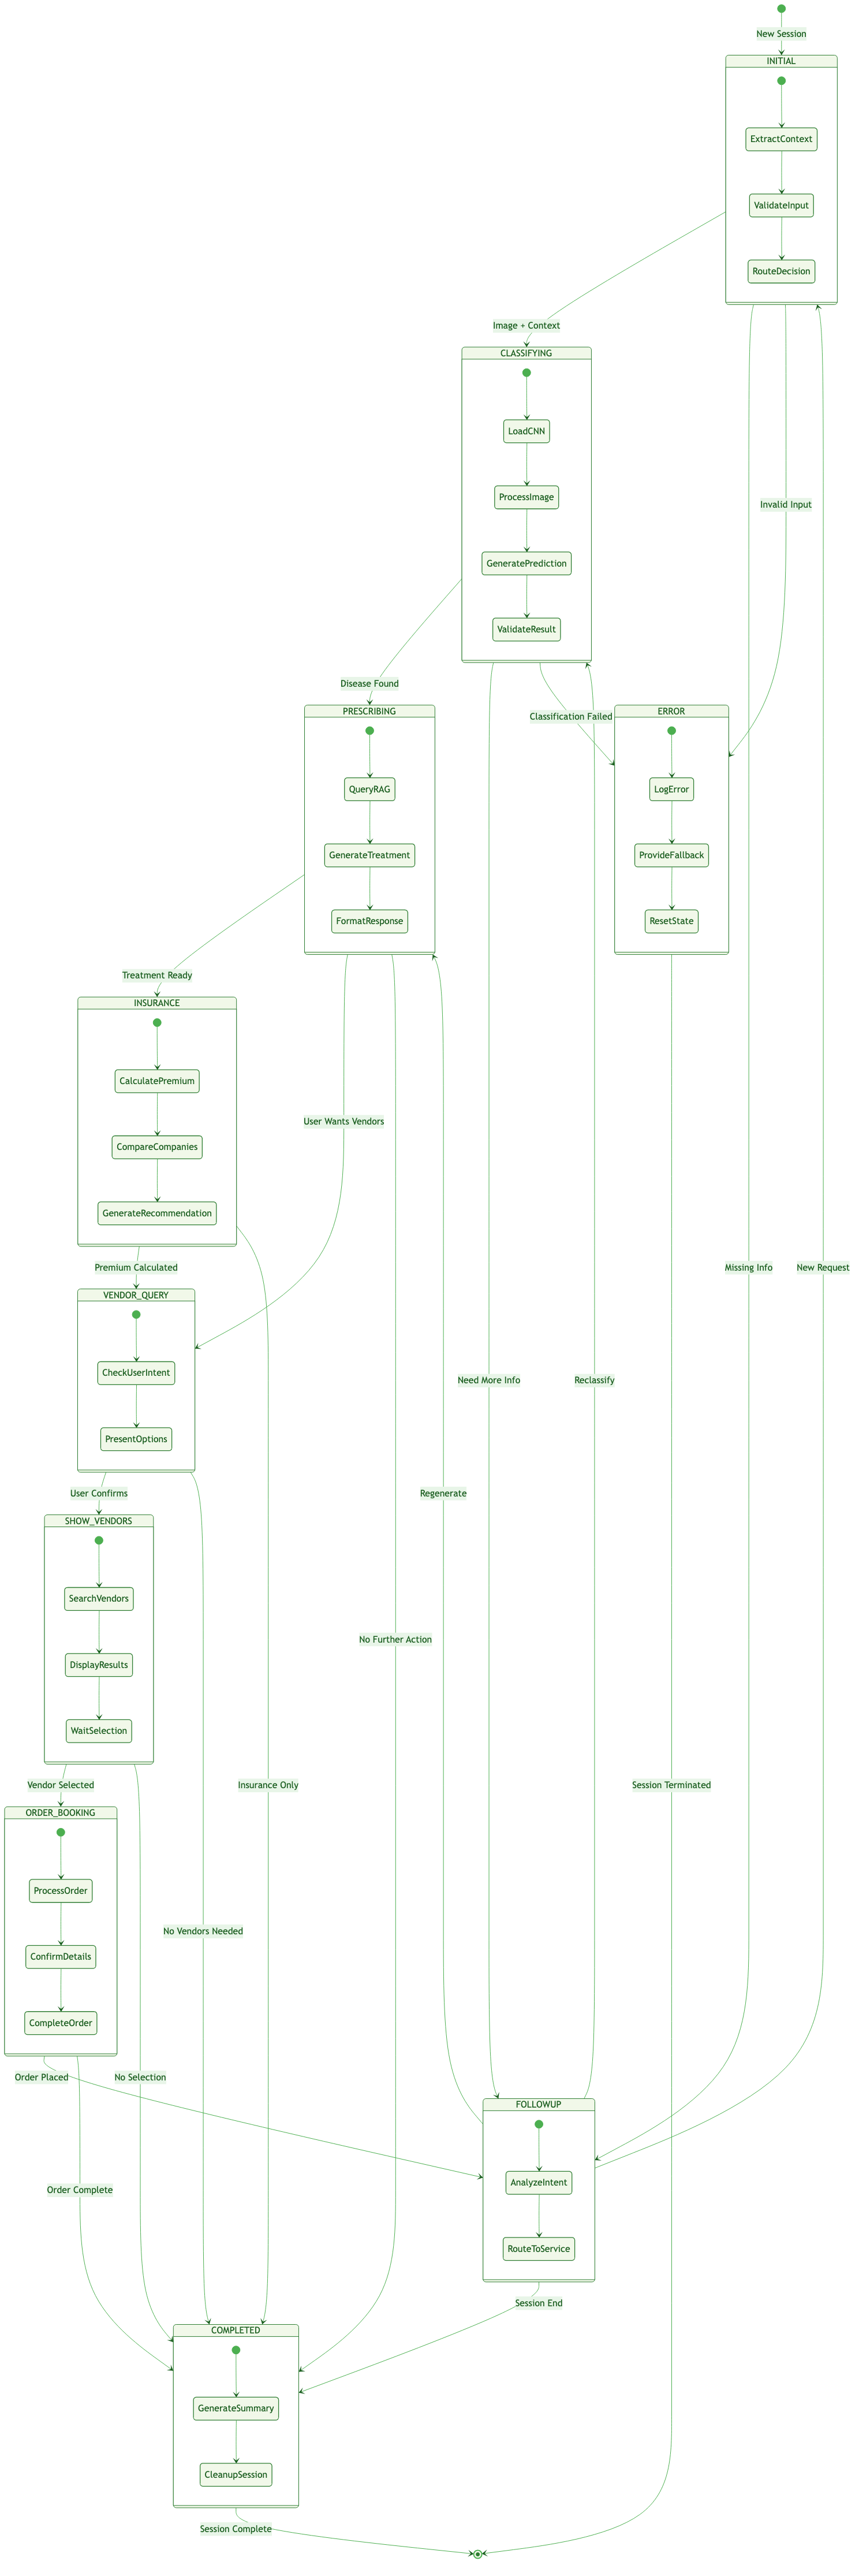 New Session
INITIAL
ExtractContext
ValidateInput
RouteDecision
Image + Context
CLASSIFYING
LoadCNN
ProcessImage
Invalid Input
GeneratePrediction
ValidateResult
Disease Found
PRESCRIBING
ERROR
Classification Failed
QueryRAG
LogError
GenerateTreatment
ProvideFallback
FormatResponse
ResetState
Treatment Ready
INSURANCE
CalculatePremium
User Wants Vendors
CompareCompanies
GenerateRecommendation
Premium Calculated
Missing Info
New Request
VENDOR_QUERY
CheckUserIntent
Need More Info
Reclassify
PresentOptions
User Confirms
Regenerate
SHOW_VENDORS
SearchVendors
No Further Action
DisplayResults
WaitSelection
Vendor Selected
Insurance Only
Session Terminated
ORDER_BOOKING
ProcessOrder
No Vendors Needed
ConfirmDetails
CompleteOrder
Order Placed
No Selection
FOLLOWUP
AnalyzeIntent
Order Complete
RouteToService
Session End
COMPLETED
GenerateSummary
CleanupSession
Session Complete